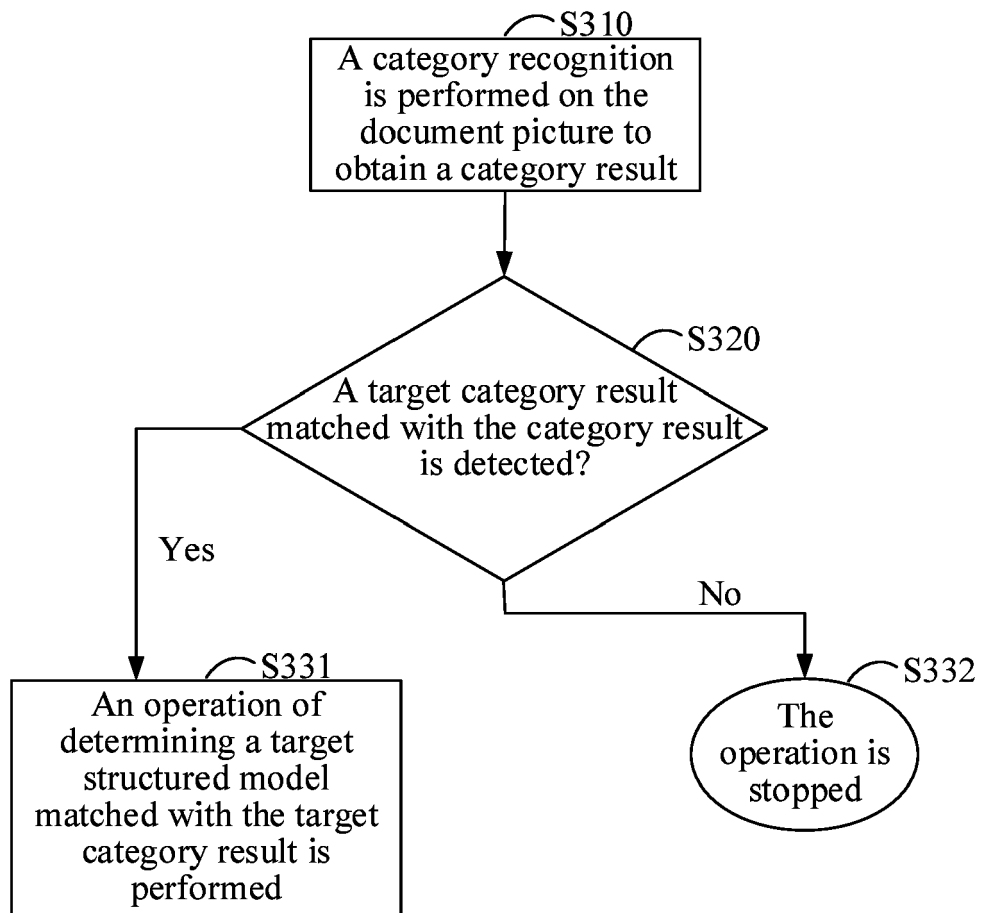 S310
A category recognition
is performed on the
document picture to
obtain a category result
S320
A target category result
matched with the category result
is detected?
Yes
No
S331
An operation of
determining a target
structured model
matched with the target
category result is
performed
S332
The
operation is
stopped